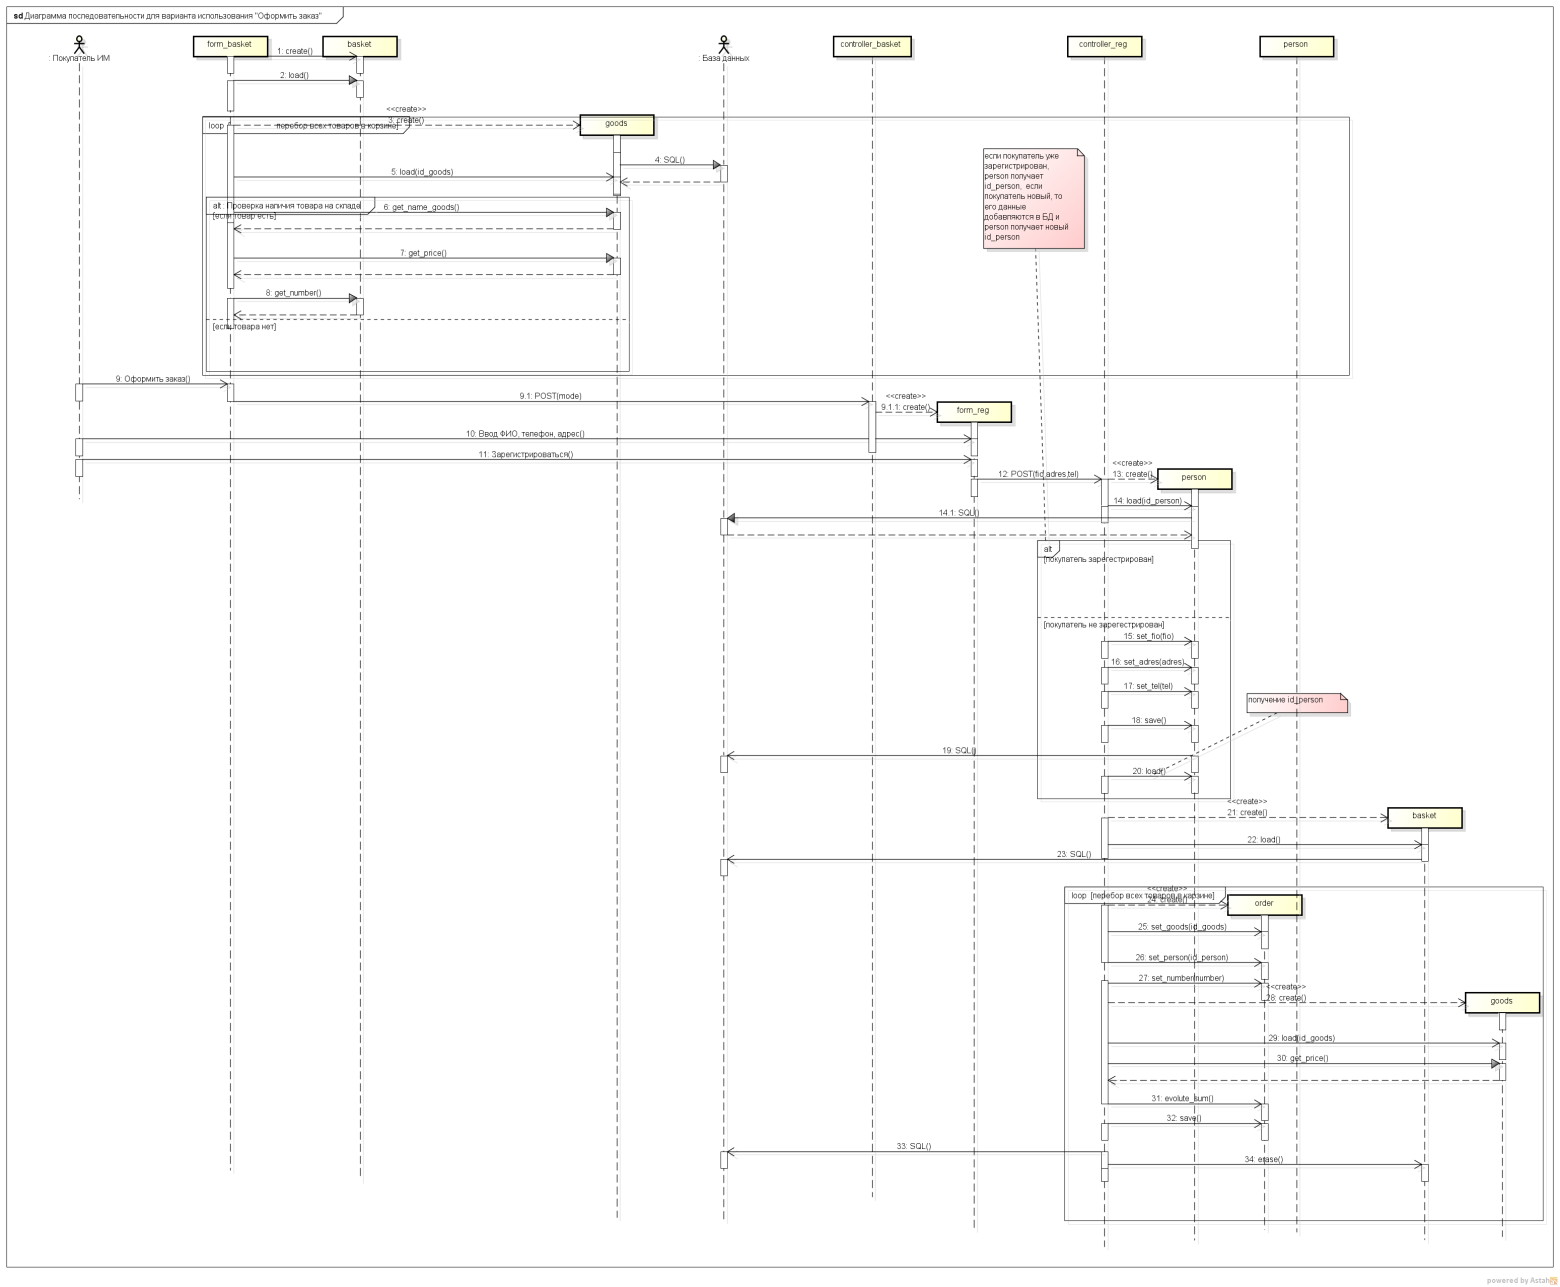 sd Диаграмма последовательности для варианта использования "Оформить заказ"
: Покупатель ИМ
form_basket
basket
: База данных
controller_basket
controller_reg
person
1: create()
2: load()
<<create>>
3: create()
loop
перебор всех товаров в корзине]
goods
4: SQL()
5: load(id_goods)
если покупатель уже
зарегистрирован,
person получает
id_person, если
покупатель новый, то
его данные
добавляются в БД и
person получает новый
id_person
alt : Проверка наличия товара на складе
6: get_name_goods()
[если товар есть]
7: get_price()
8: get_number()
[если товара нет]
9: Оформить заказ()
9.1: POST(mode)
<<create>>
9.1.1: create()
form_reg
10: Ввод ФИО, телефон, адрес()
11: Зарегистрироваться()
12: POST(fio,adres,tel)
<<create>>
13: create()
person
14: load(id_person)
14.1: SQL()
alt
[покупатель зарегестрирован]
[покупатель не зарегестрирован]
15: set_fio(fio)
16: set_adres(adres)
17: set_tel(tel)
получение id_person
18: save()
19: SQL()
20: load()
<<create>>
21: create()
basket
22: load()
23: SQL()
<<create>>
loop [перебор всех товаров в карзине]
24: create()
order
25: set_goods(id_goods)
26: set_person(id_person)
27: set_number(number)
<<create>>
28: create()
goods
29: load(id_goods)
30: get_price()
31: evolute_sum()
32: save()
33: SQL()
34: erase()
powered by Astah